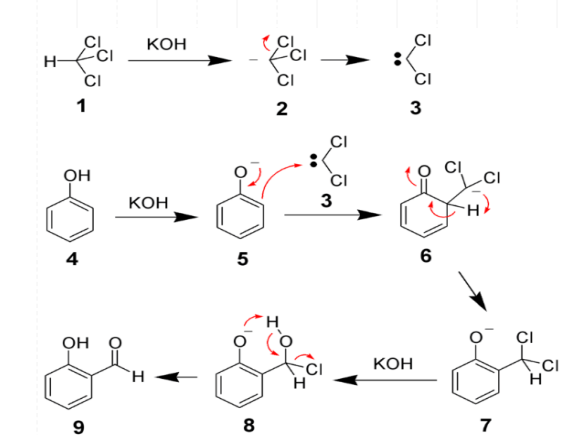 Cl
H Cl KOH Cl Cl
Cl – Cl :
Cl Cl
1 2 3
Cl
OH O – : Cl O Cl Cl
KOH 3 – H
4 5 6
H
OH O O – O O – Cl
H Cl KOH Cl
H H
9 8 7